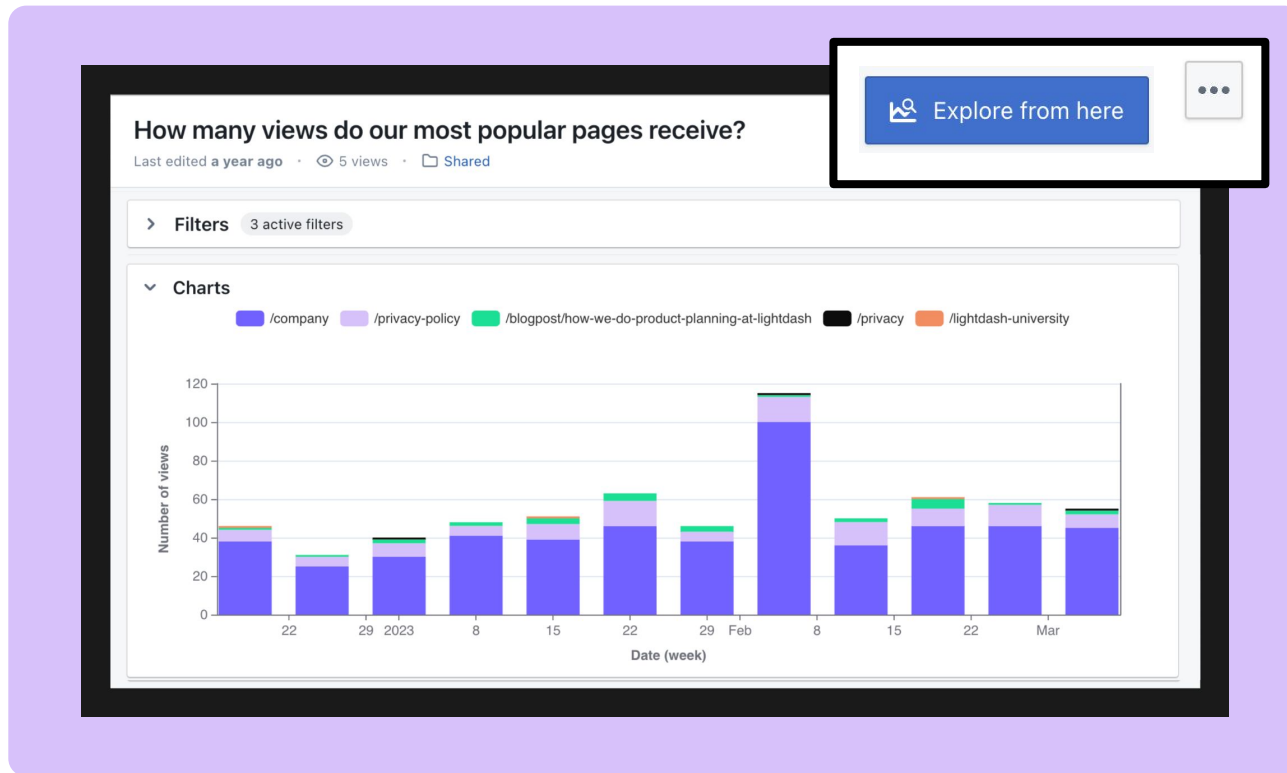 Explore from here
How many views do our most popular pages receive?
Last edited a year ago · 5 views · Shared
Filters 3 active filters
Charts
/company /privacy-policy /blogpost/how-we-do-product-planning-at-lightdash /privacy /lightdash-university
Number of views
120
100
80
60
40
20
0
22 29 2023 8 15 22 29 Feb 8 15 22 Mar
Date (week)